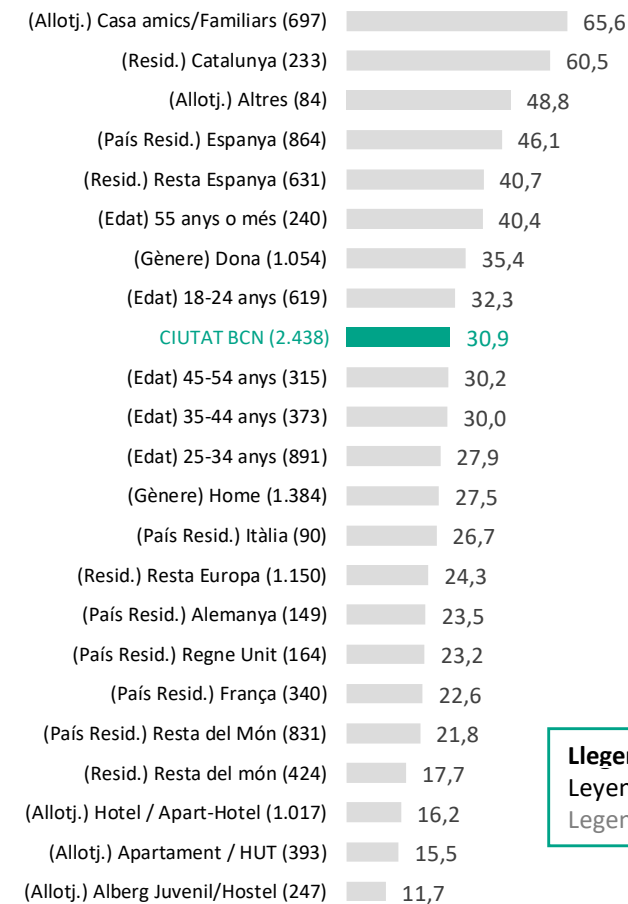 (Allotj.) Casa amics/Familiars (697) 65,6
(Resid.) Catalunya (233) 60,5
(Allotj.) Altres (84) 48,8
(País Resid.) Espanya (864) 46,1
(Resid.) Resta Espanya (631) 40,7
(Edat) 55 anys o més (240) 40,4
(Gènere) Dona (1.054) 35,4
(Edat) 18-24 anys (619) 32,3
CIUTAT BCN (2.438) 30,9
(Edat) 45-54 anys (315) 30,2
(Edat) 35-44 anys (373) 30,0
(Edat) 25-34 anys (891) 27,9
(Gènere) Home (1.384) 27,5
(País Resid.) Itàlia (90) 26,7
(Resid.) Resta Europa (1.150) 24,3
(País Resid.) Alemanya (149) 23,5
(País Resid.) Regne Unit (164) 23,2
(País Resid.) França (340) 22,6
(País Resid.) Resta del Món (831) 21,8
(Resid.) Resta del món (424) 17,7
(Allotj.) Hotel / Apart-Hotel (1.017) 16,2
(Allotj.) Apartament / HUT (393) 15,5
(Allotj.) Alberg Juvenil/Hostel (247) 11,7